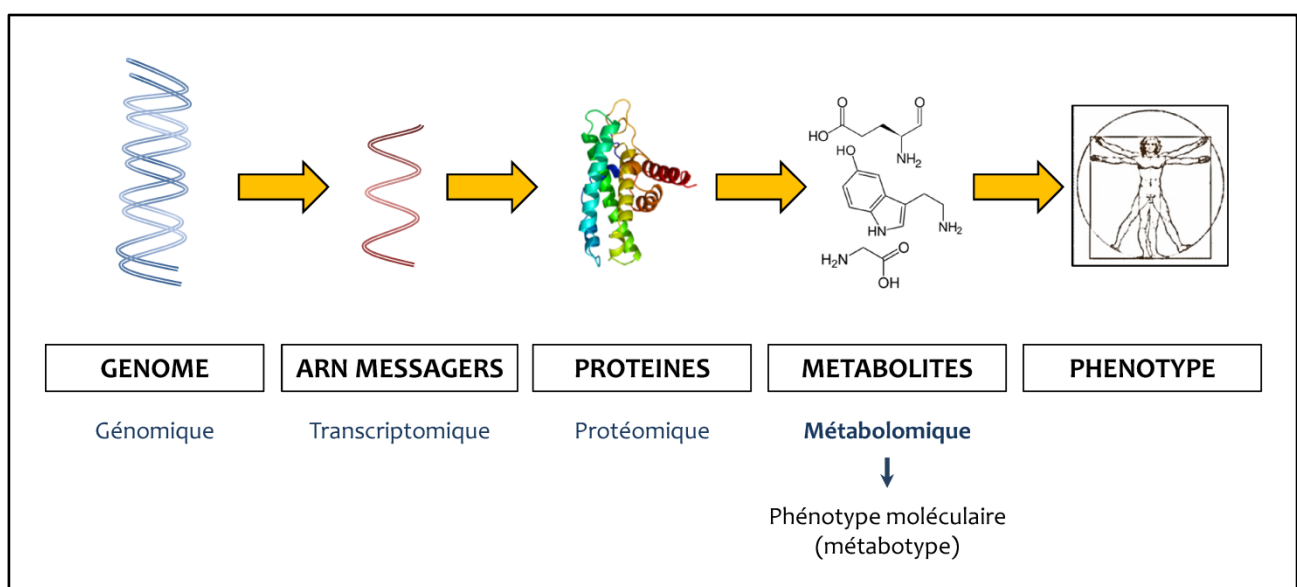 O
O
HO
NH₂
HO
HN
NH₂
H₂N
O
OH
GENOME
ARN MESSAGERS
PROTEINES
METABOLITES
PHENOTYPE
Génomique
Transcriptomique
Protéomique
Métabolomique
Phénotype moléculaire
(métabotype)